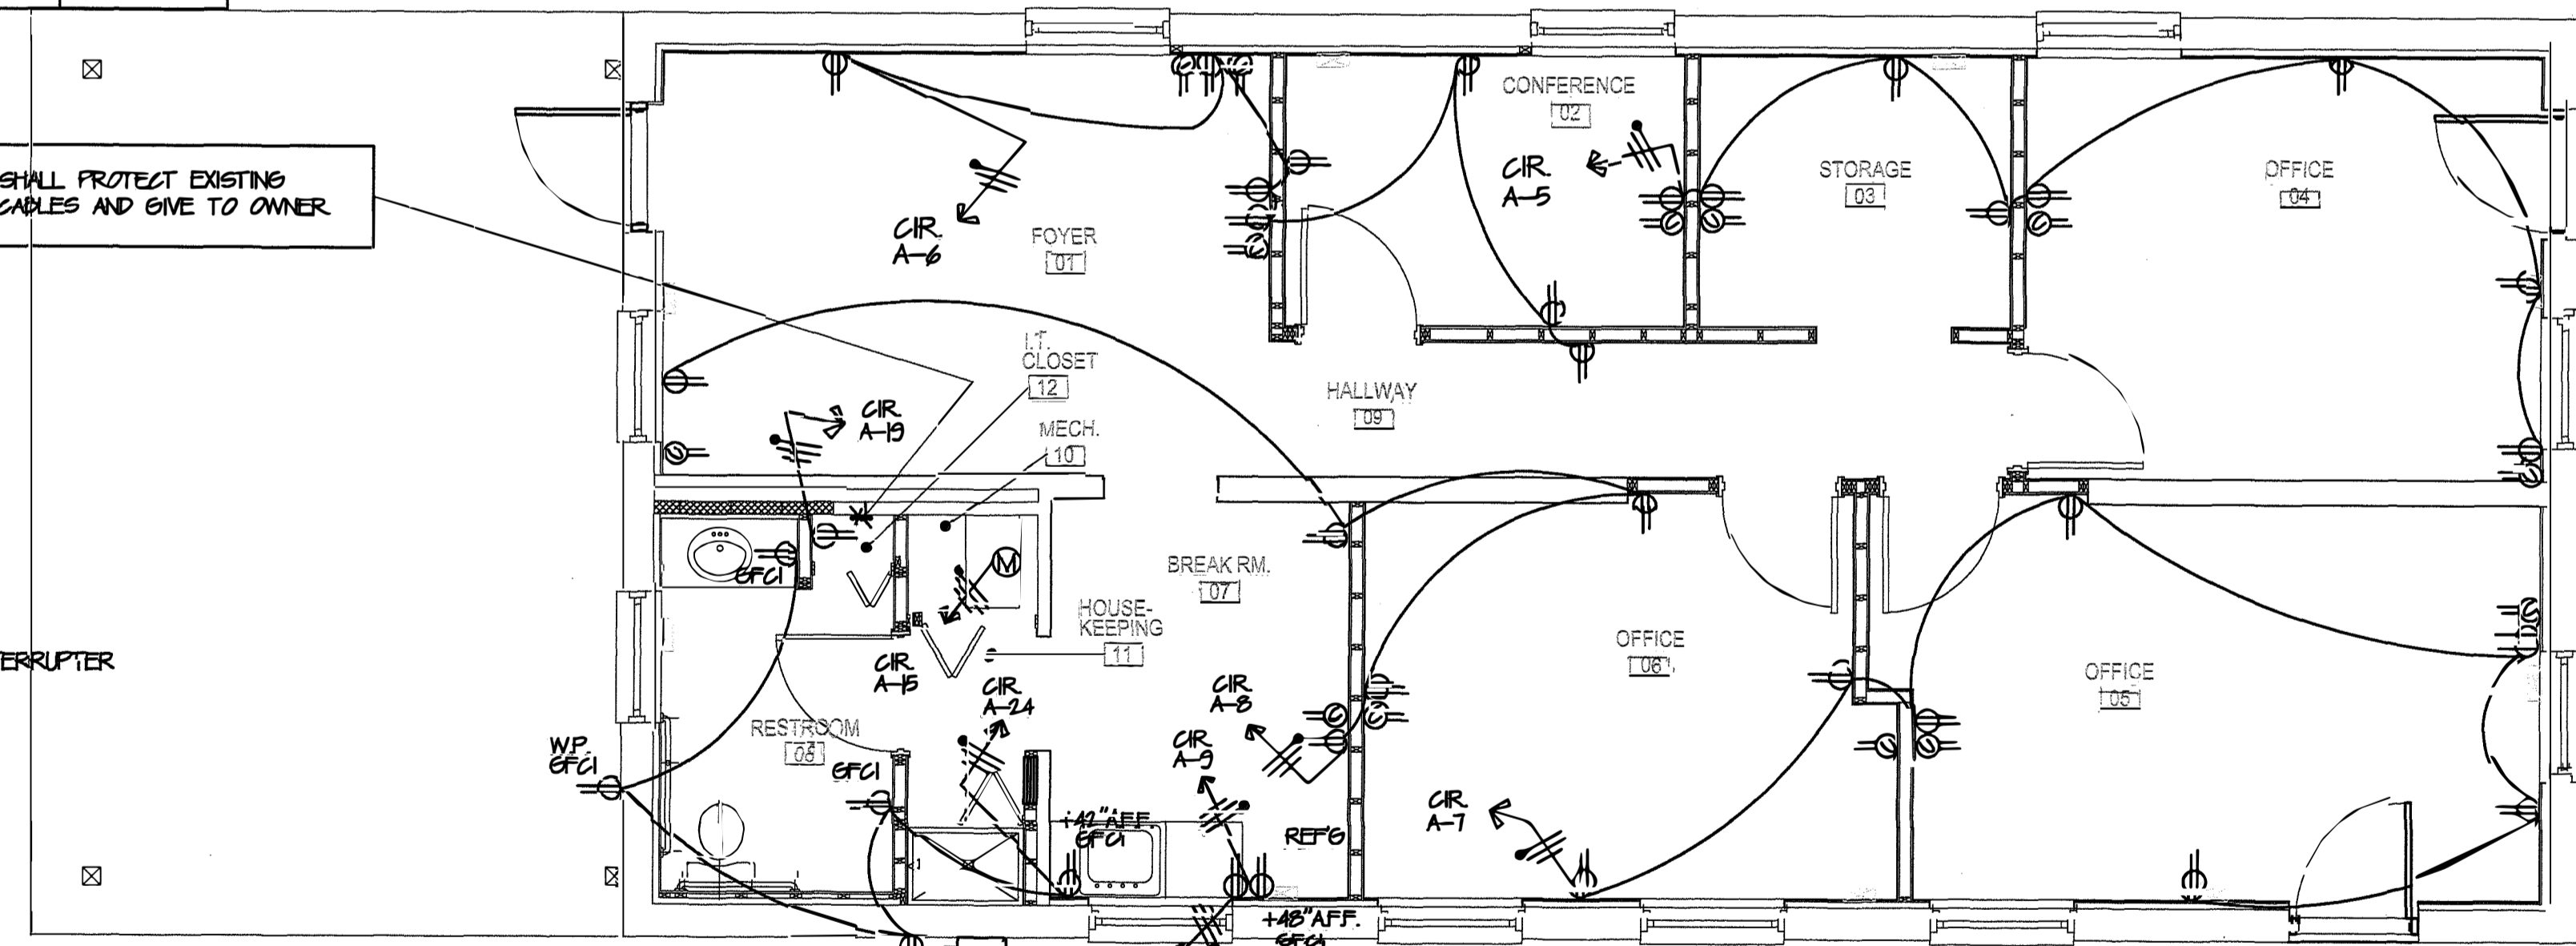 SHALL PROTECT EXISTING
CABLES AND GIVE TO OWNER
CONFERENCE
02
CIR.
A-5
STORAGE
03
OFFICE
04
CIR.
A-6
FOYER
01
I.T.
CLOSET
12
HALLWAY
09
CIR.
A-19
MECH.
10
GFCI
M
BREAK RM.
07
HOUSE-
KEEPING
11
OFFICE
06
OFFICE
05
ERRUPTER
CIR.
A-15
CIR.
A-24
CIR.
A-8
RESTROOM
08
W.P.
GFCI
GFCI
CIR.
A-9
CIR.
A-7
+42" AFF
GFCI
REF'G
+48" A.F.F.
GFCI